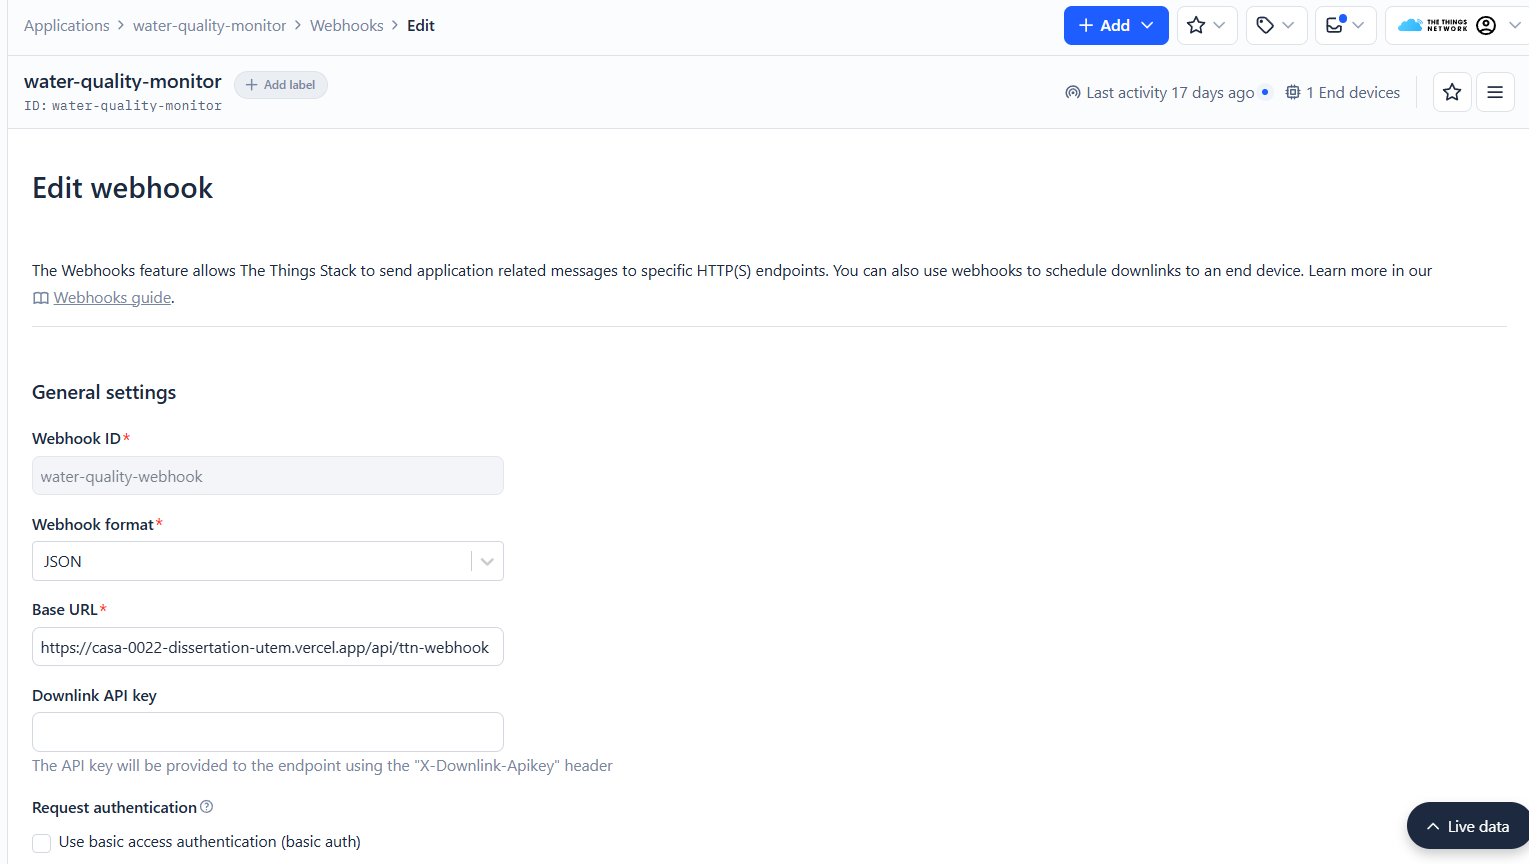 Applications > water-quality-monitor > Webhooks > Edit
+ Add
THE THINGS
NETWORK
water-quality-monitor
+ Add label
ID: water-quality-monitor
Last activity 17 days ago
1 End devices
Edit webhook
The Webhooks feature allows The Things Stack to send application related messages to specific HTTP(S) endpoints. You can also use webhooks to schedule downlinks to an end device. Learn more in our
Webhooks guide.
General settings
Webhook ID*
water-quality-webhook
Webhook format*
JSON
Base URL*
https://casa-0022-dissertation-utem.vercel.app/api/ttn-webhook
Downlink API key
The API key will be provided to the endpoint using the "X-Downlink-Apikey" header
Request authentication
Use basic access authentication (basic auth)
Live data